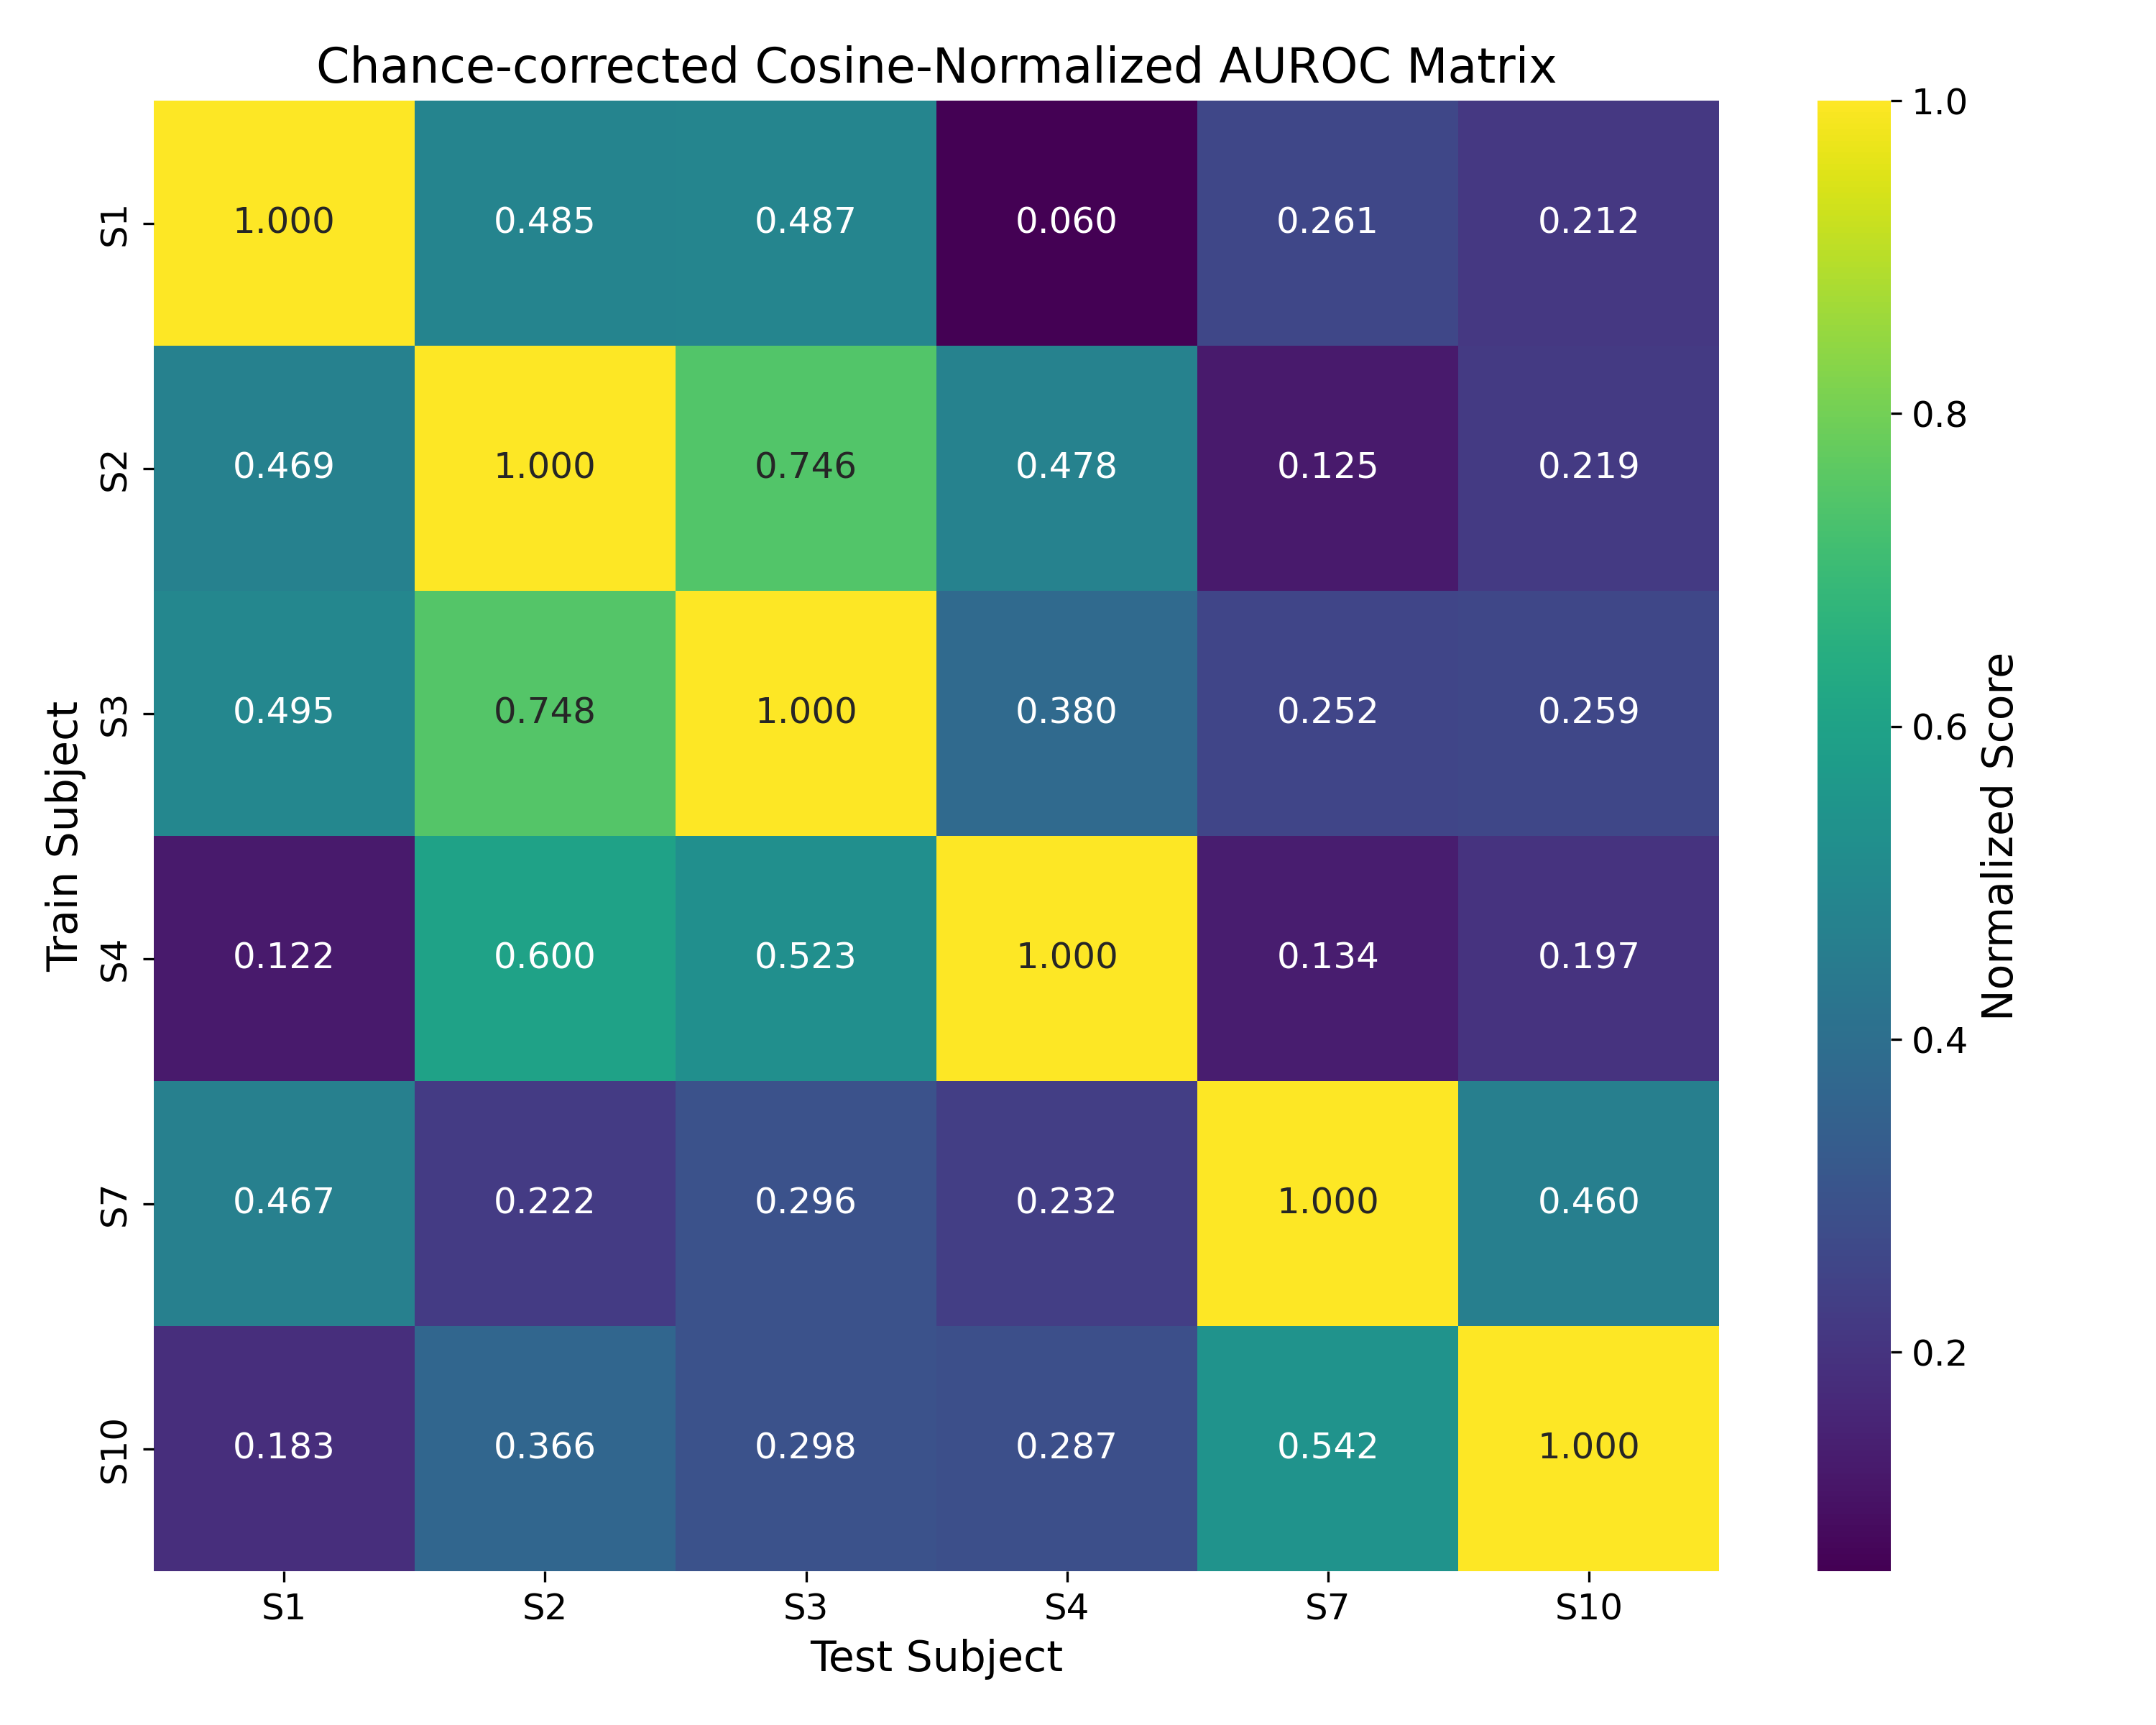 Chance-corrected Cosine-Normalized AUROC Matrix
Train Subject
S1
1.000 0.485 0.487 0.060 0.261 0.212
S2
0.469 1.000 0.746 0.478 0.125 0.219
S3
0.495 0.748 1.000 0.380 0.252 0.259
S4
0.122 0.600 0.523 1.000 0.134 0.197
S7
0.467 0.222 0.296 0.232 1.000 0.460
S10
0.183 0.366 0.298 0.287 0.542 1.000
S1 S2 S3 S4 S7 S10
Test Subject
1.0
0.8
0.6
0.4
0.2
Normalized Score